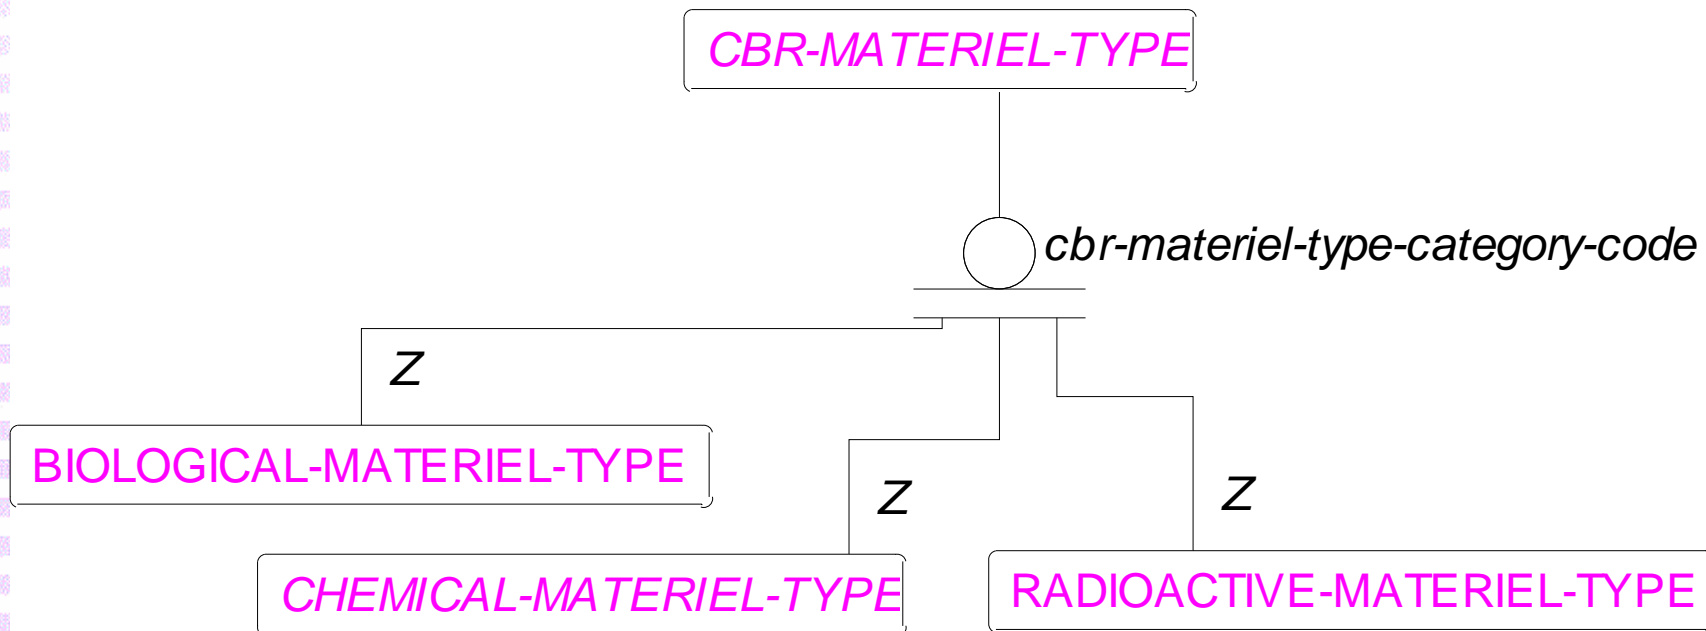 CBR-MATERIEL-TYPE
cbr-materiel-type-category-code
Z
BIOLOGICAL-MATERIEL-TYPE
Z
Z
CHEMICAL-MATERIEL-TYPE
RADIOACTIVE-MATERIEL-TYPE